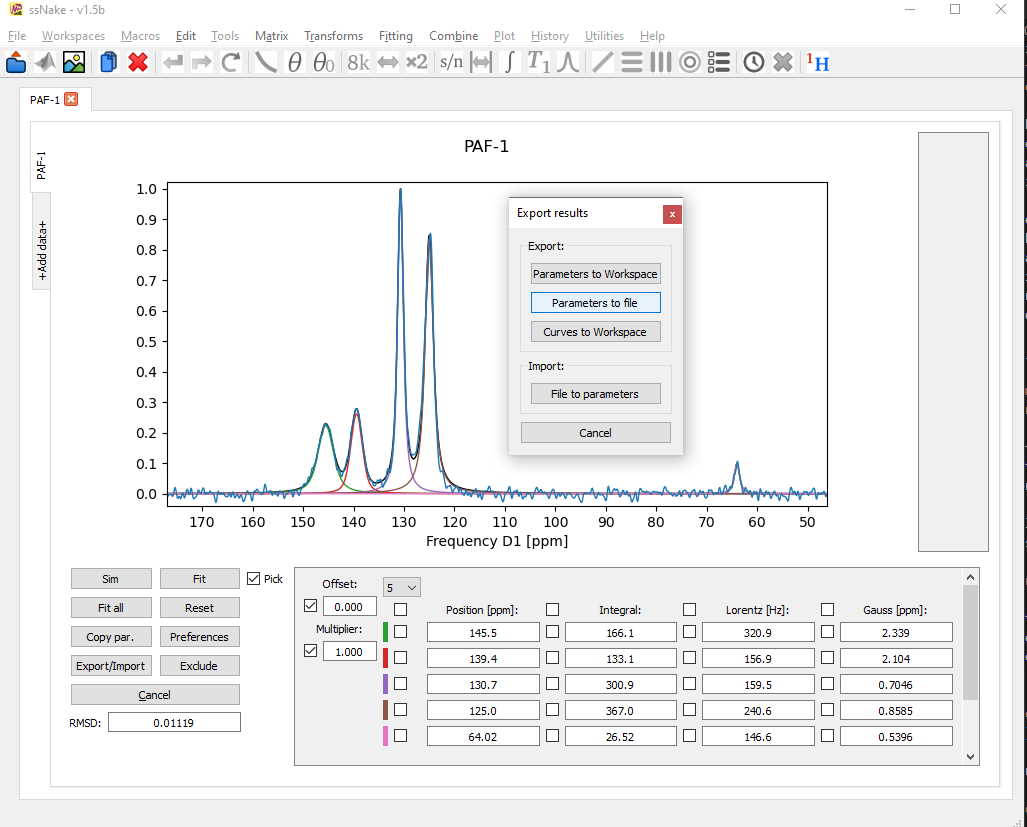 ssNake - v1.5b
File Workspaces Macros Edit Tools Matrix Transforms Fitting Combine Plot History Utilities Help
θ θ0 8k ×2 s/n ∫ T1 1H
PAF-1
PAF-1
+Add data+
PAF-1
1.0
0.9
0.8
0.7
0.6
0.5
0.4
0.3
0.2
0.1
0.0
170 160 150 140 130 120 110 100 90 80 70 60 50
Frequency D1 [ppm]
Export results
Export:
Parameters to Workspace
Parameters to file
Curves to Workspace
Import:
File to parameters
Cancel
Sim Fit Pick
Fit all Reset
Copy par. Preferences
Export/Import Exclude
Cancel
RMSD: 0.01119
Offset: 5
0.000 Position [ppm]: Integral: Lorentz [Hz]: Gauss [ppm]:
Multiplier: 145.5 166.1 320.9 2.339
1.000 139.4 133.1 156.9 2.104
130.7 300.9 159.5 0.7046
125.0 367.0 240.6 0.8585
64.02 26.52 146.6 0.5396